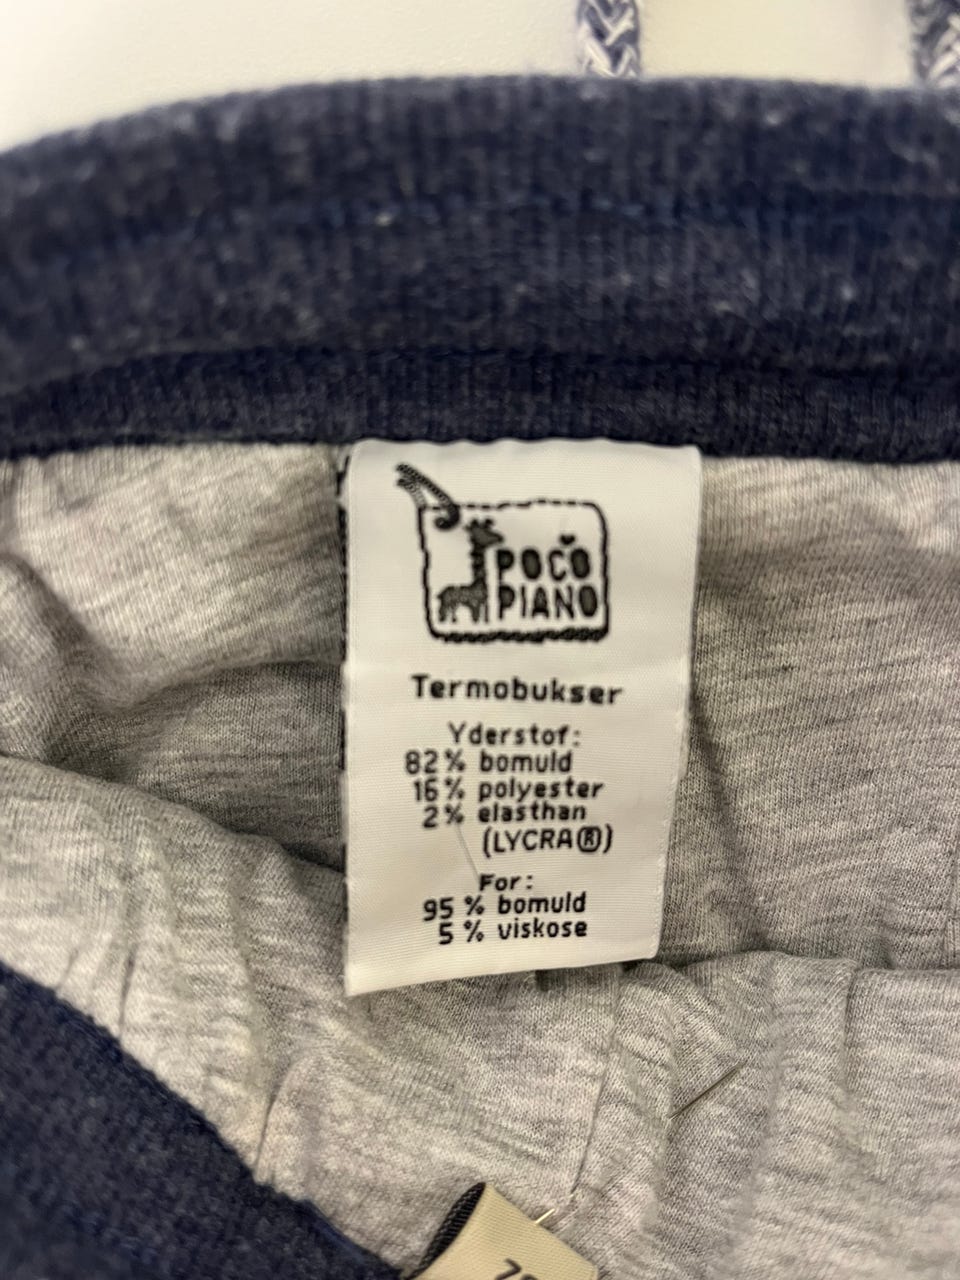 POCO
PIANO
Termobukser
Yderstof:
82% bomuld
16% polyester
2% elasthan
(LYCRA®)
For:
95 % bomuld
5 % viskose